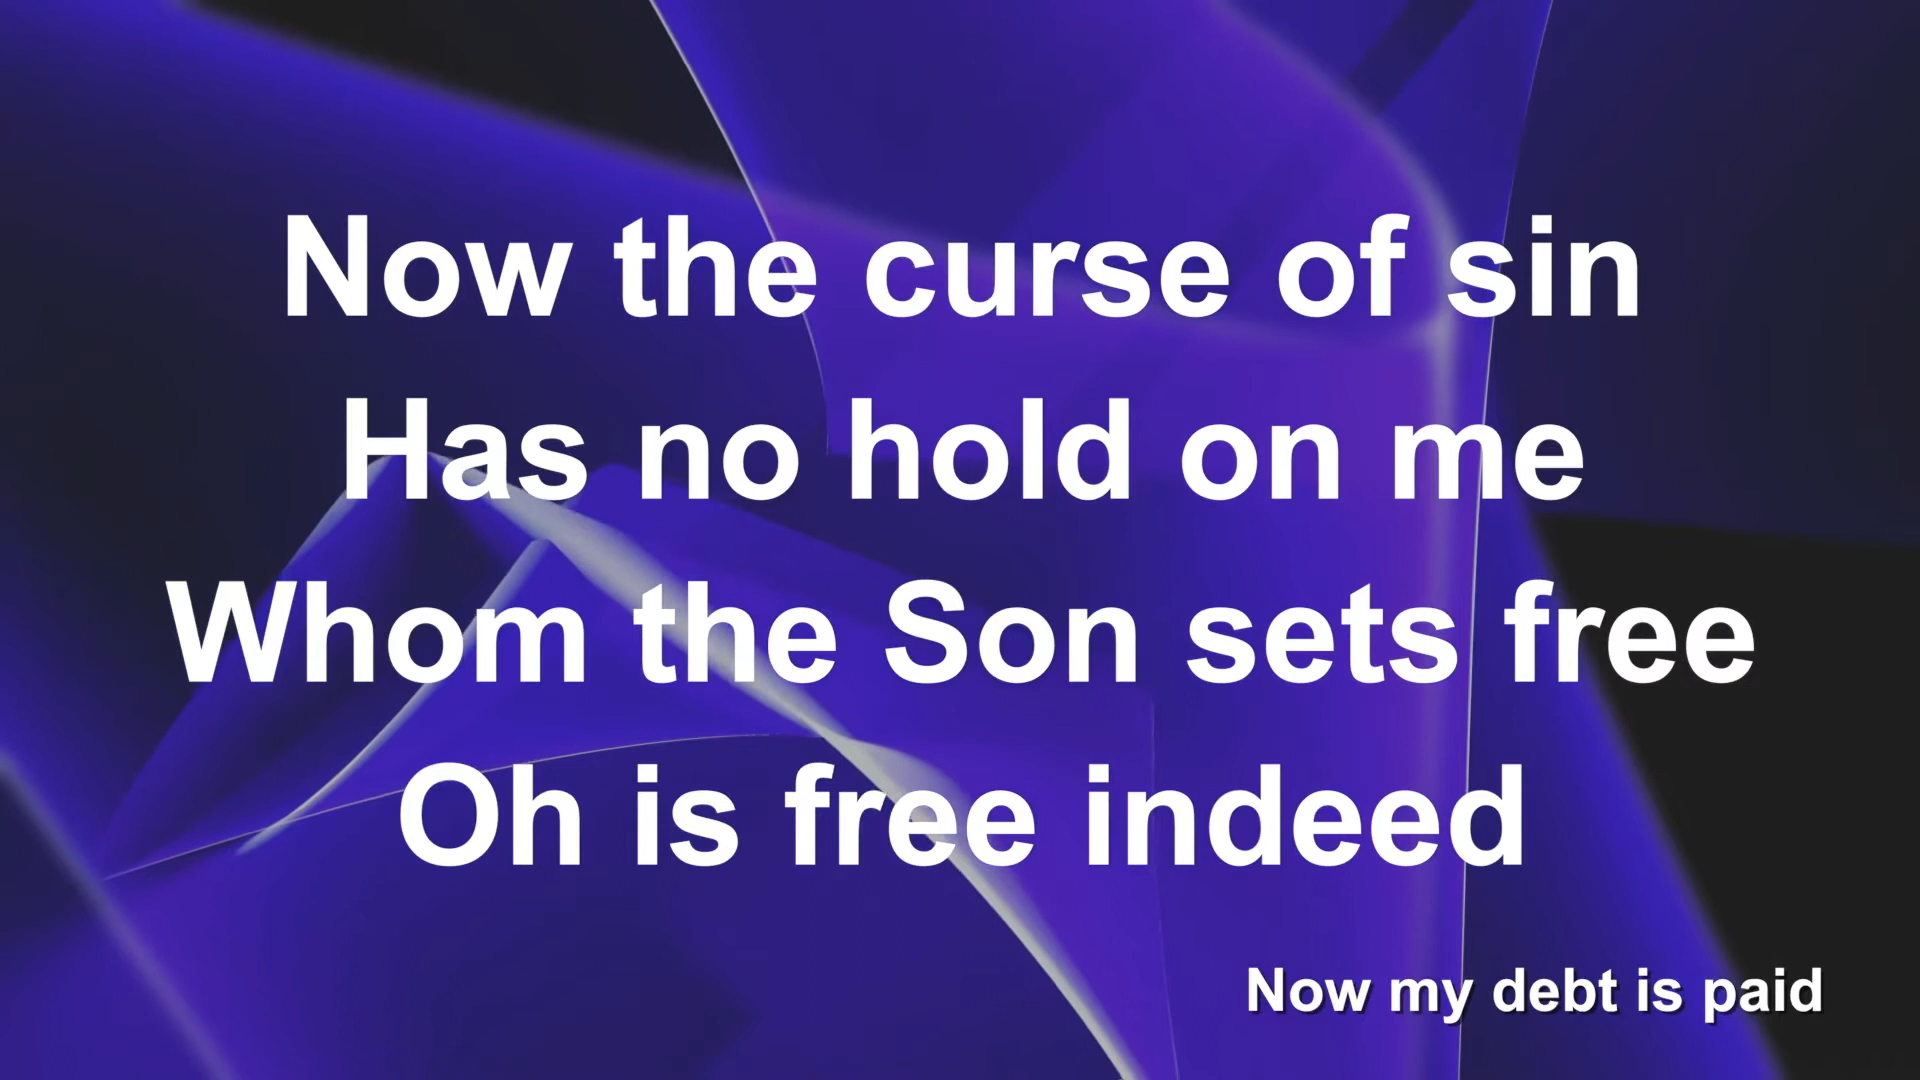 Now the curse of sin
Has no hold on me
Whom the Son sets free
Oh is free indeed
Now my debt is paid